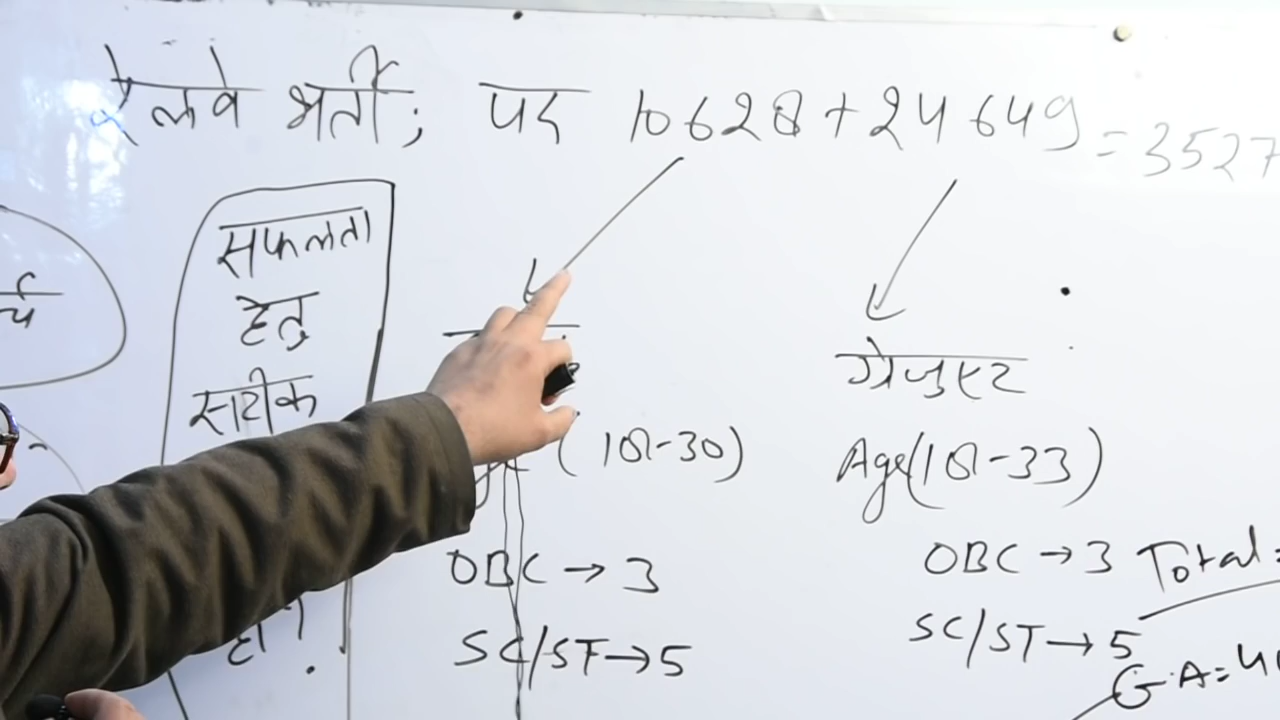 रेलवे भर्ती; पद 10628 + 24649 = 3527
सफलता
हेतु
सटीक
(18-30)
OBC → 3
SC/ST → 5
ग्रेजुएट
Age (18-33)
OBC → 3
SC/ST → 5
Total =
G.A =